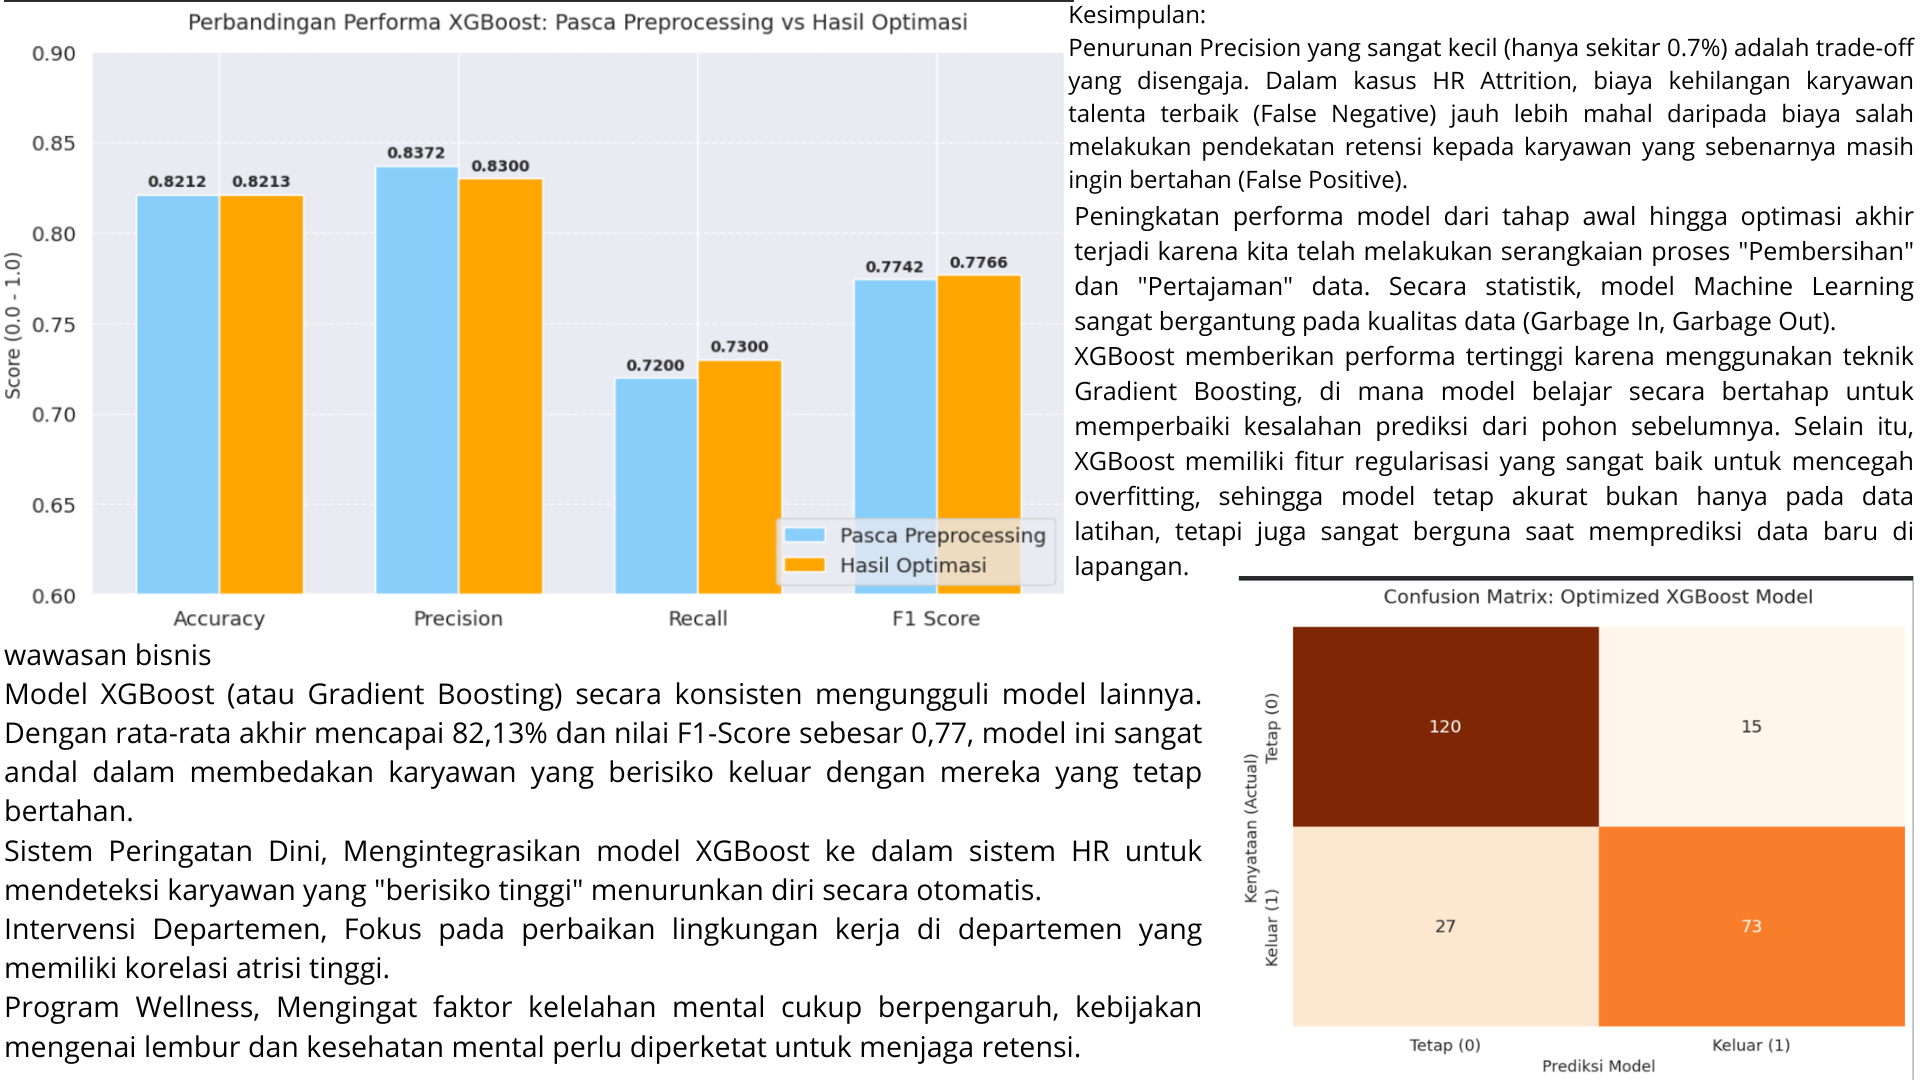 Perbandingan Performa XGBoost: Pasca Preprocessing vs Hasil Optimasi
Score (0.0 - 1.0)
0.90
0.85
0.80
0.75
0.70
0.65
0.60
0.8212
0.8213
0.8372
0.8300
0.7200
0.7300
0.7742
0.7766
Accuracy
Precision
Recall
F1 Score
Pasca Preprocessing
Hasil Optimasi
Kesimpulan:
Penurunan Precision yang sangat kecil (hanya sekitar 0.7%) adalah trade-off
yang disengaja. Dalam kasus HR Attrition, biaya kehilangan karyawan
talenta terbaik (False Negative) jauh lebih mahal daripada biaya salah
melakukan pendekatan retensi kepada karyawan yang sebenarnya masih
ingin bertahan (False Positive).
Peningkatan performa model dari tahap awal hingga optimasi akhir
terjadi karena kita telah melakukan serangkaian proses "Pembersihan"
dan "Pertajaman" data. Secara statistik, model Machine Learning
sangat bergantung pada kualitas data (Garbage In, Garbage Out).
XGBoost memberikan performa tertinggi karena menggunakan teknik
Gradient Boosting, di mana model belajar secara bertahap untuk
memperbaiki kesalahan prediksi dari pohon sebelumnya. Selain itu,
XGBoost memiliki fitur regularisasi yang sangat baik untuk mencegah
overfitting, sehingga model tetap akurat bukan hanya pada data
latihan, tetapi juga sangat berguna saat memprediksi data baru di
lapangan.
wawasan bisnis
Model XGBoost (atau Gradient Boosting) secara konsisten mengungguli model lainnya.
Dengan rata-rata akhir mencapai 82,13% dan nilai F1-Score sebesar 0,77, model ini sangat
andal dalam membedakan karyawan yang berisiko keluar dengan mereka yang tetap
bertahan.
Sistem Peringatan Dini, Mengintegrasikan model XGBoost ke dalam sistem HR untuk
mendeteksi karyawan yang "berisiko tinggi" menurunkan diri secara otomatis.
Intervensi Departemen, Fokus pada perbaikan lingkungan kerja di departemen yang
memiliki korelasi atrisi tinggi.
Program Wellness, Mengingat faktor kelelahan mental cukup berpengaruh, kebijakan
mengenai lembur dan kesehatan mental perlu diperketat untuk menjaga retensi.
Confusion Matrix: Optimized XGBoost Model
Kenyataan (Actual)
Tetap (0)
120
15
Keluar (1)
27
73
Tetap (0)
Keluar (1)
Prediksi Model